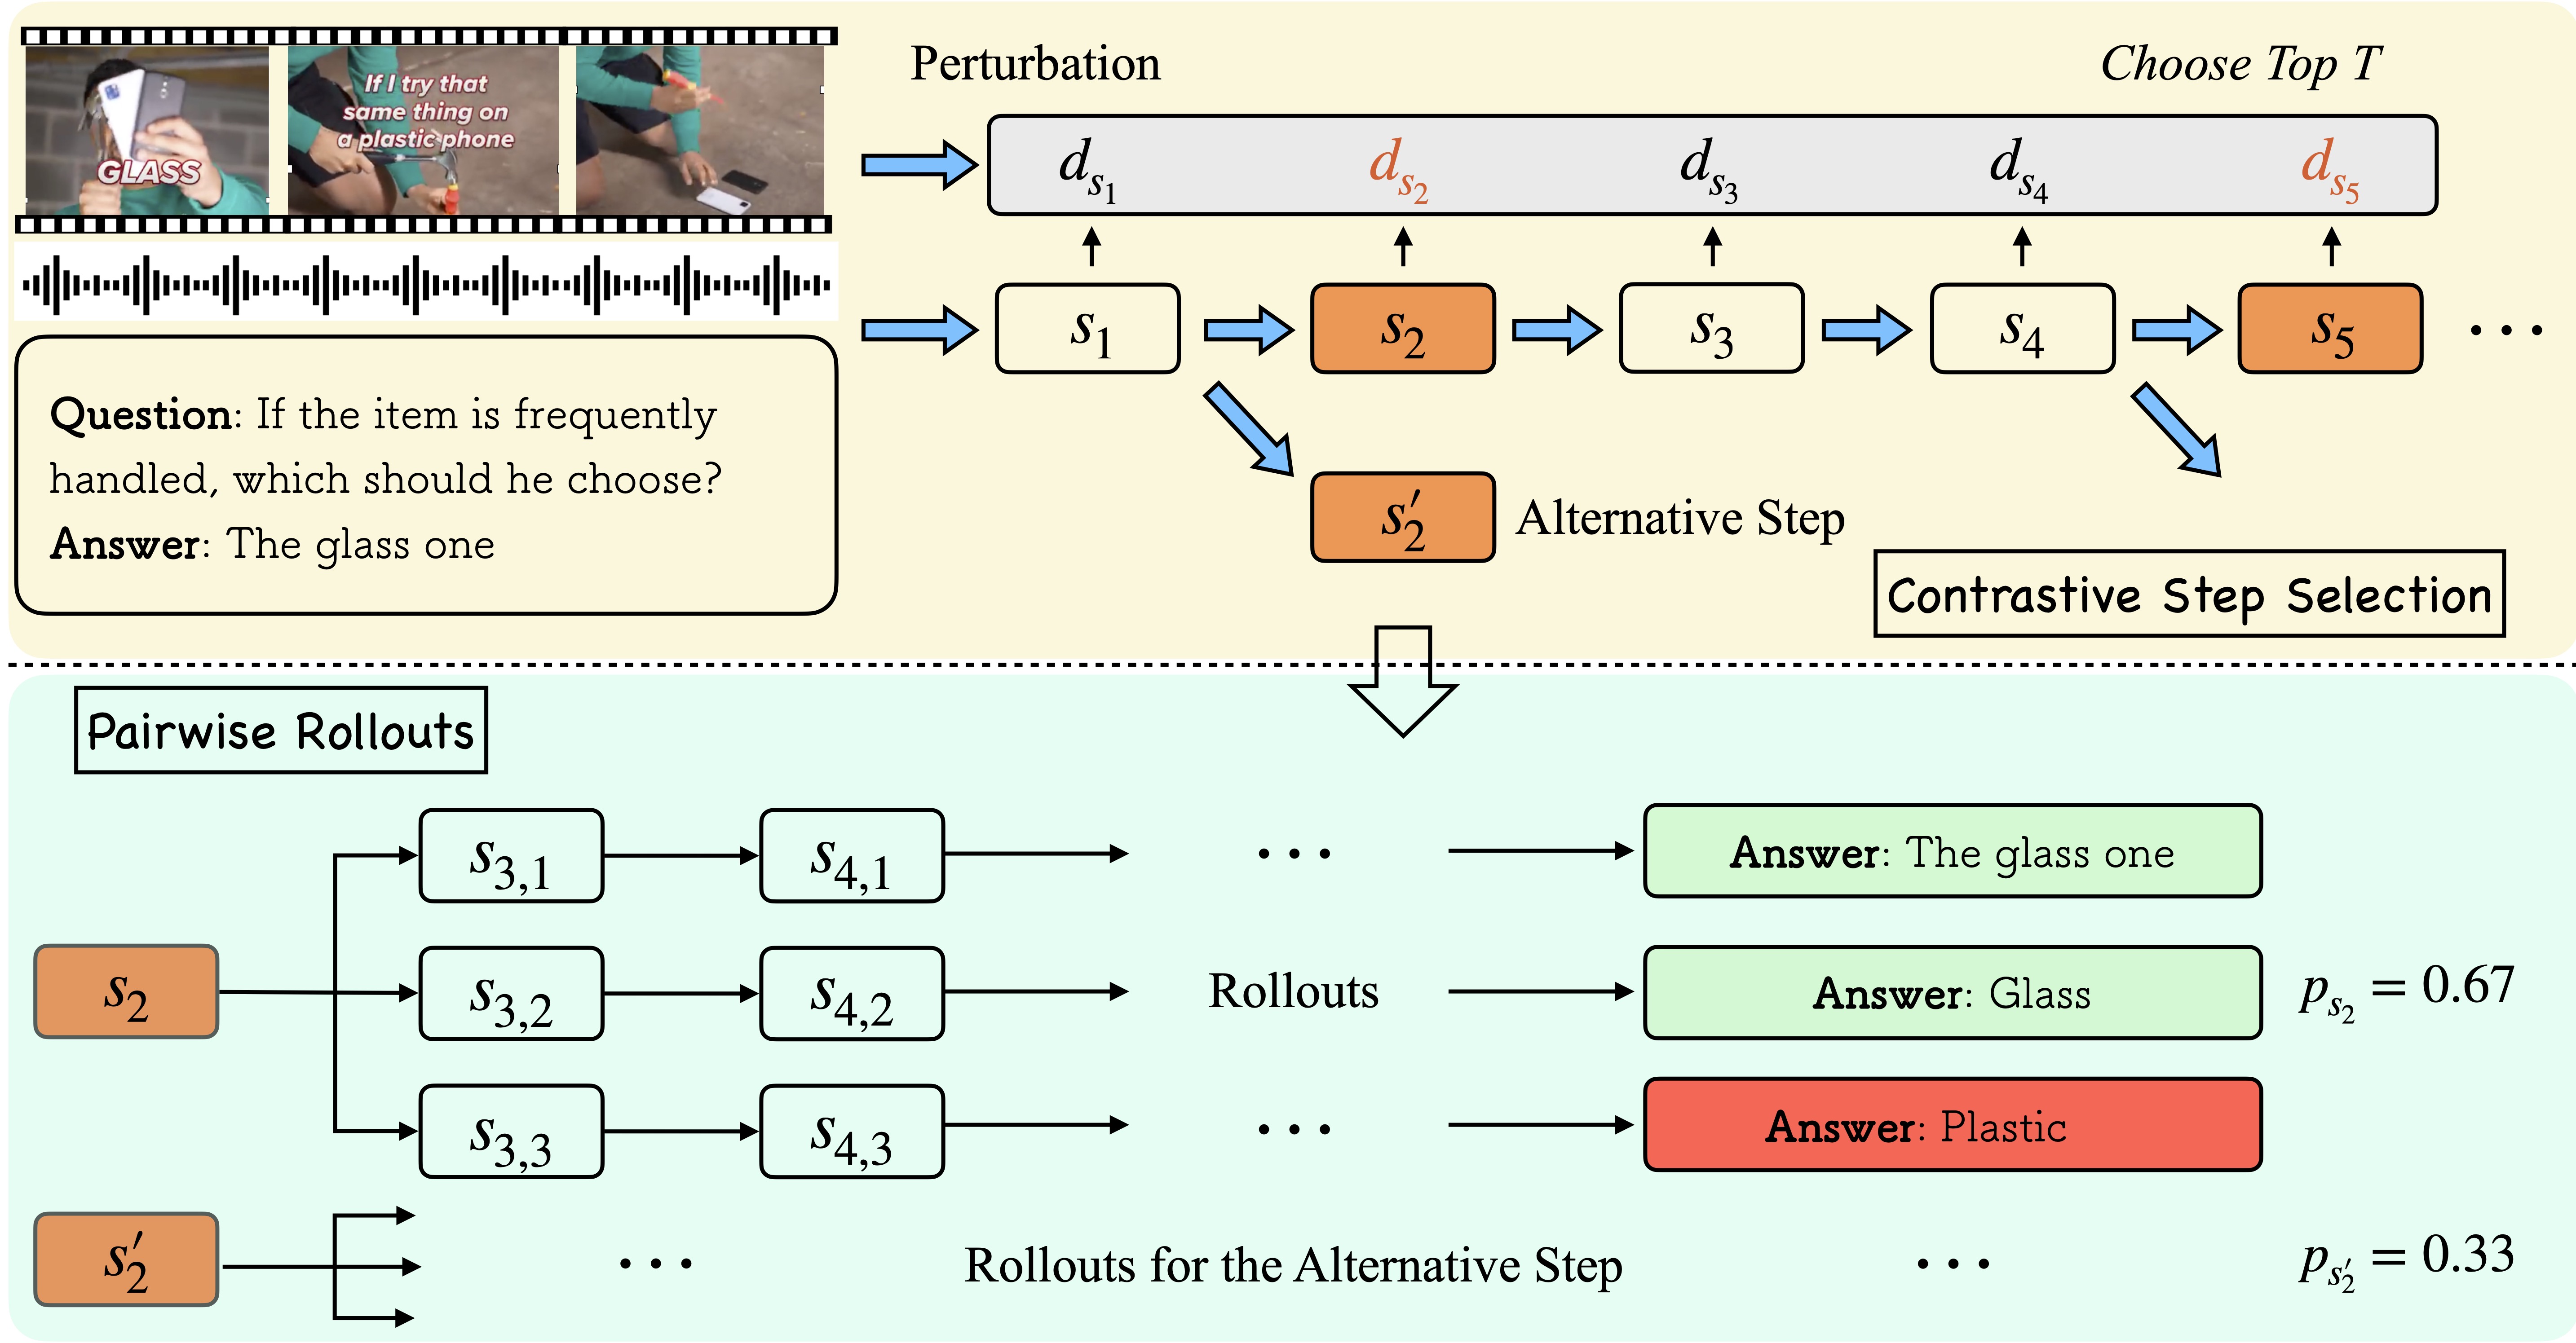 GLASS
If I try that
same thing on
a plastic phone
Question: If the item is frequently
handled, which should he choose?
Answer: The glass one
Perturbation
Choose Top T
d_{s_1} d_{s_2} d_{s_3} d_{s_4} d_{s_5}
s_1 s_2 s_3 s_4 s_5 ...
s_2' Alternative Step
Contrastive Step Selection
Pairwise Rollouts
s_{3,1} s_{4,1} ... Answer: The glass one
s_2 s_{3,2} s_{4,2} Rollouts Answer: Glass p_{s_2} = 0.67
s_{3,3} s_{4,3} ... Answer: Plastic
s_2' ... Rollouts for the Alternative Step ... p_{s_2'} = 0.33